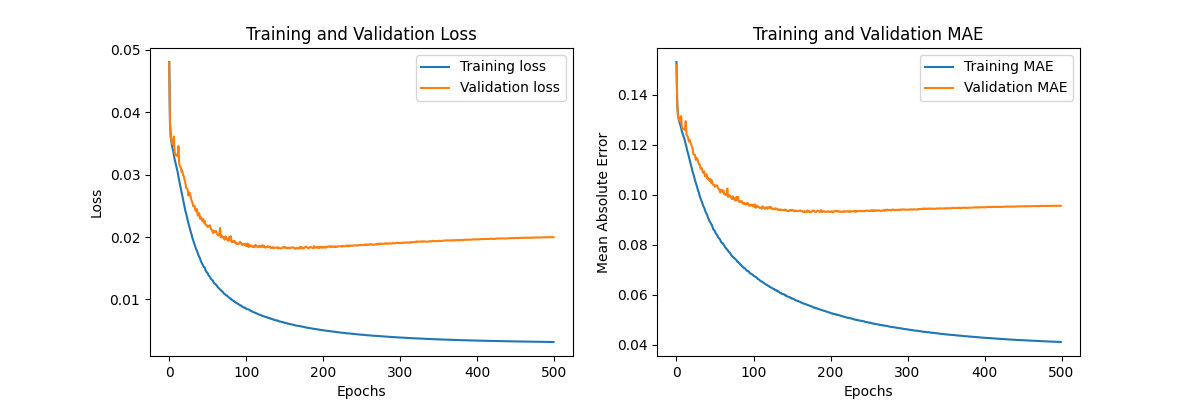 Training and Validation Loss
Training loss
Validation loss
0.05
0.04
0.03
0.02
0.01
Loss
0 100 200 300 400 500
Epochs
Training and Validation MAE
Training MAE
Validation MAE
0.14
0.12
0.10
0.08
0.06
0.04
Mean Absolute Error
0 100 200 300 400 500
Epochs